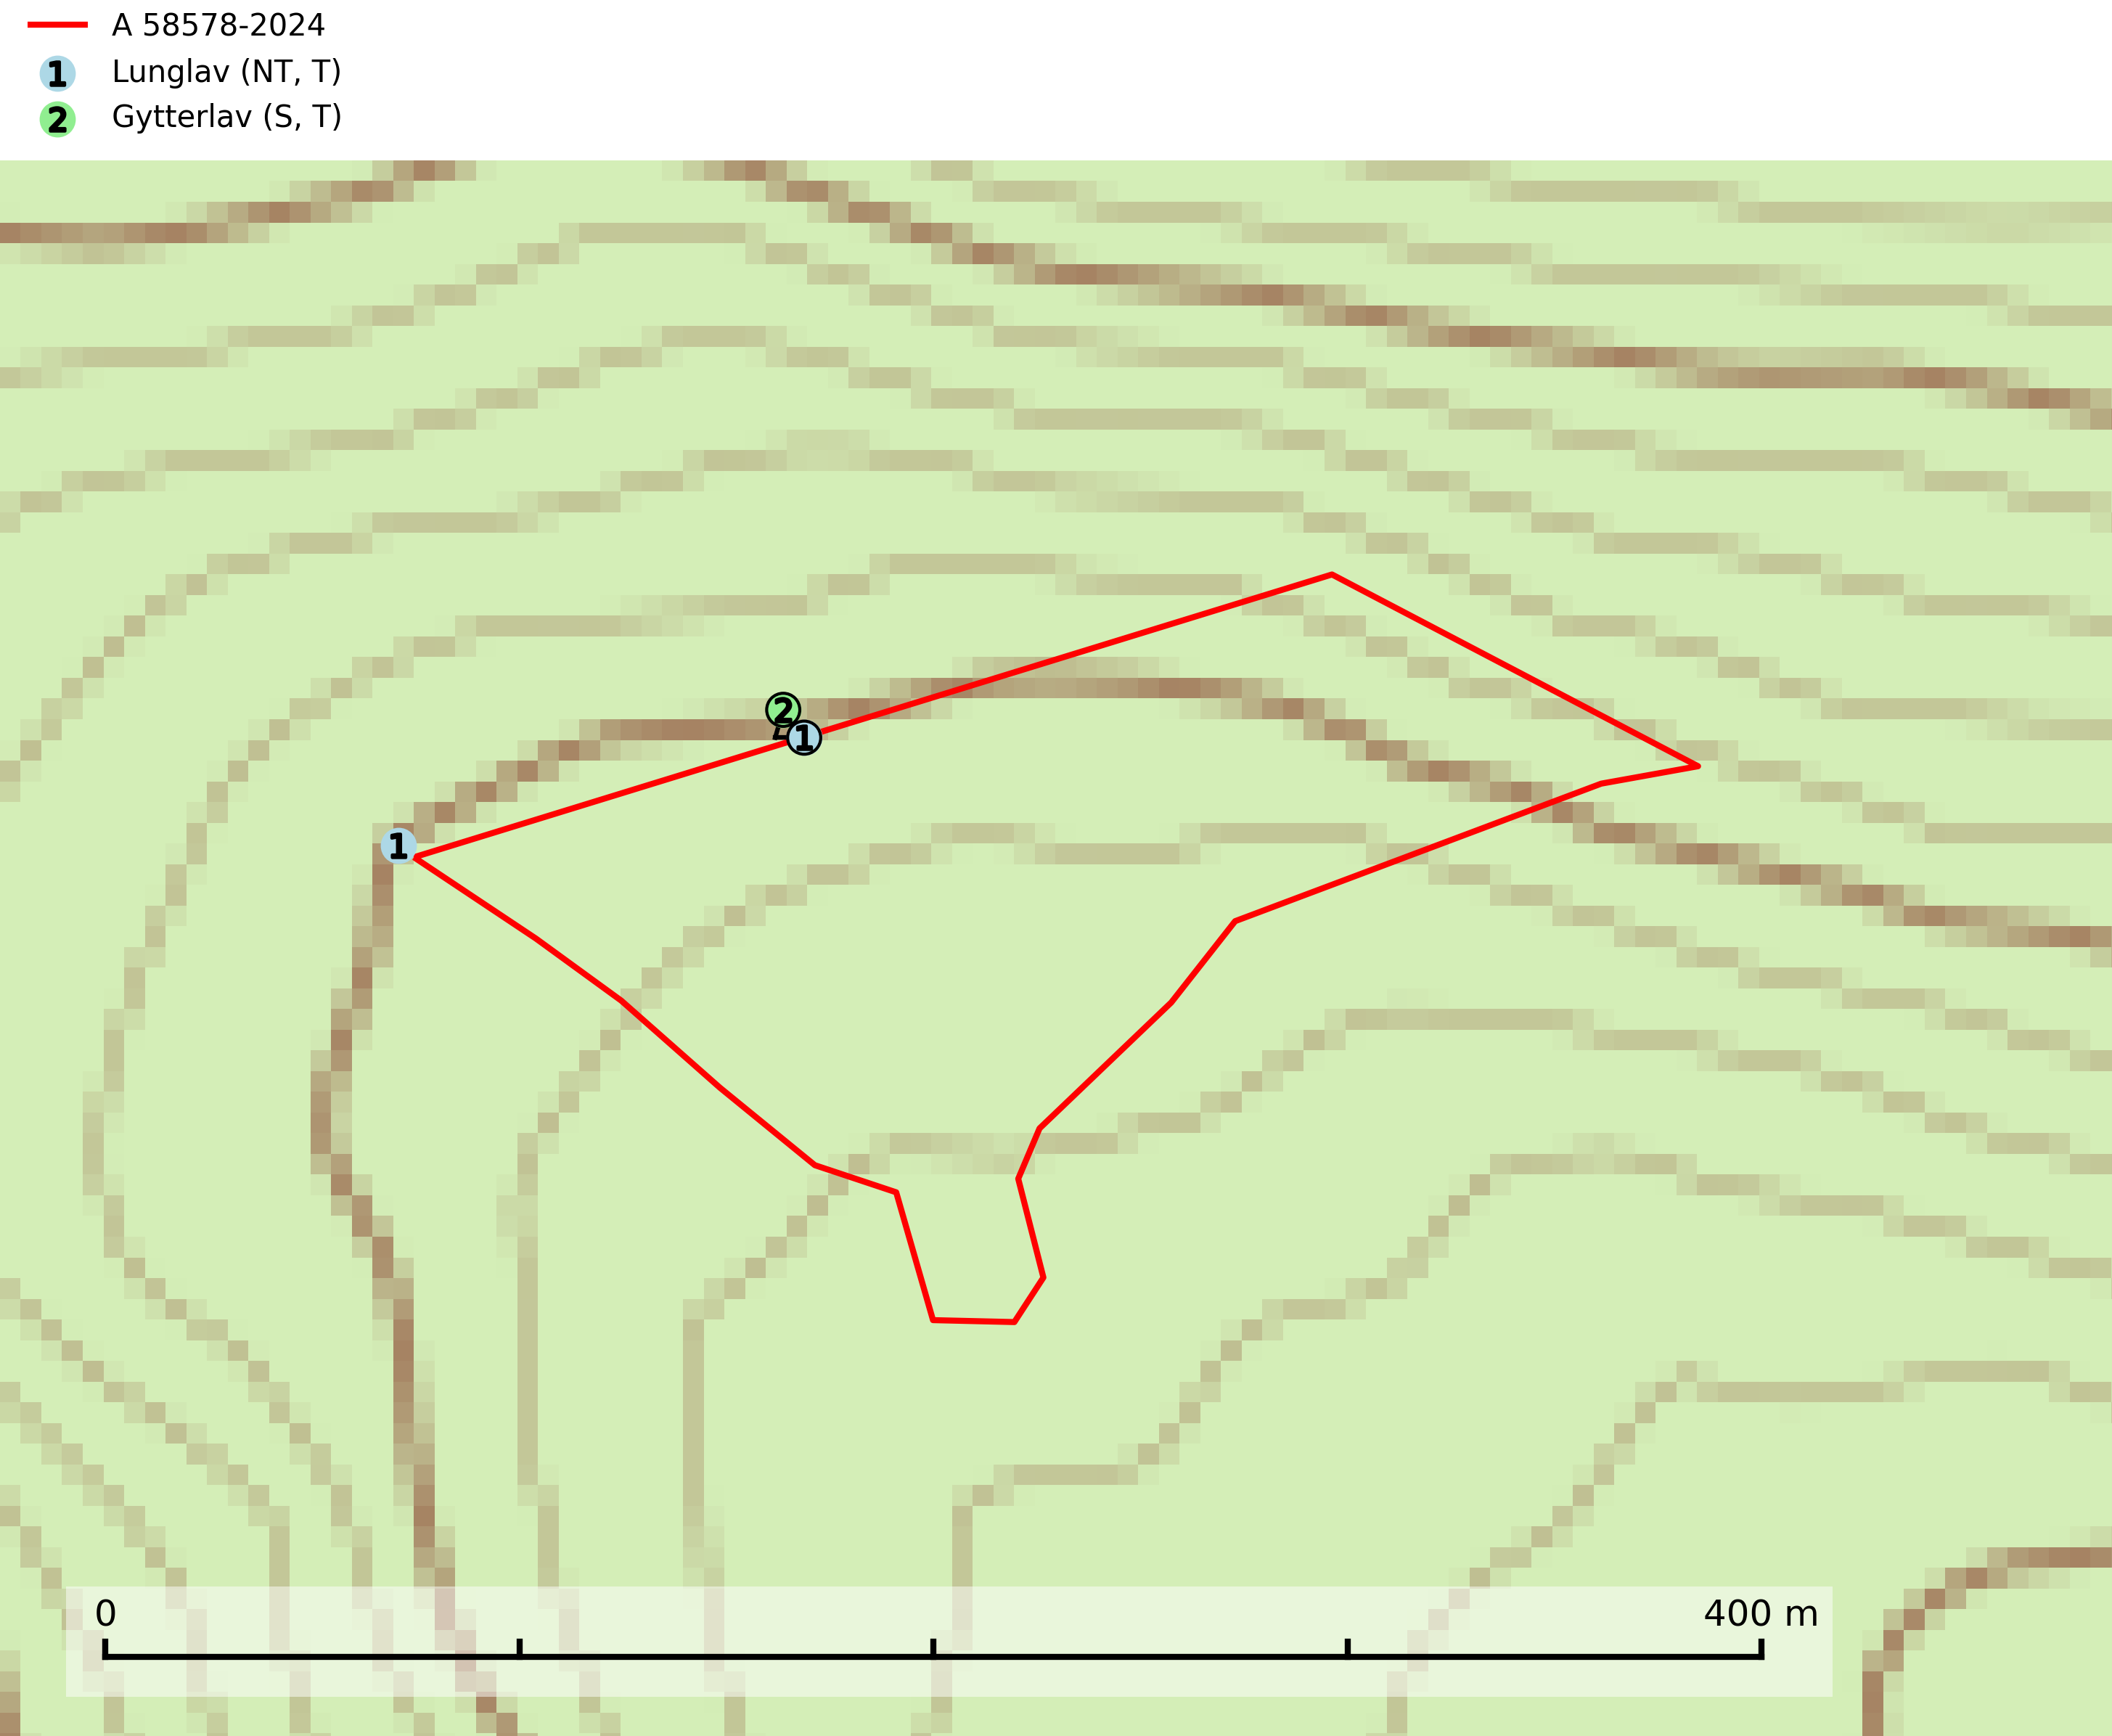 A 58578-2024
1 Lunglav (NT, T)
2 Gytterlav (S, T)
2
1
1
0 400 m